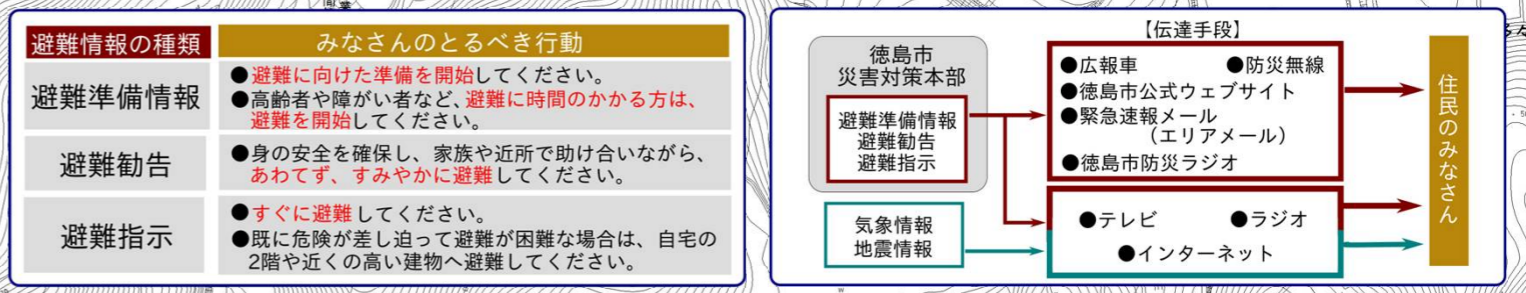 避難情報の種類
みなさんのとるべき行動
避難準備情報
●避難に向けた準備を開始してください。
●高齢者や障がい者など、避難に時間のかかる方は、
避難を開始してください。
避難勧告
●身の安全を確保し、家族や近所で助け合いながら、
あわてず、すみやかに避難してください。
避難指示
●すぐに避難してください。
●既に危険が差し迫って避難が困難な場合は、自宅の
2階や近くの高い建物へ避難してください。
【伝達手段】
徳島市
災害対策本部
避難準備情報
避難勧告
避難指示
気象情報
地震情報
●広報車 ●防災無線
●徳島市公式ウェブサイト
●緊急速報メール
(エリアメール)
●徳島市防災ラジオ
●テレビ ●ラジオ
●インターネット
住民のみなさん